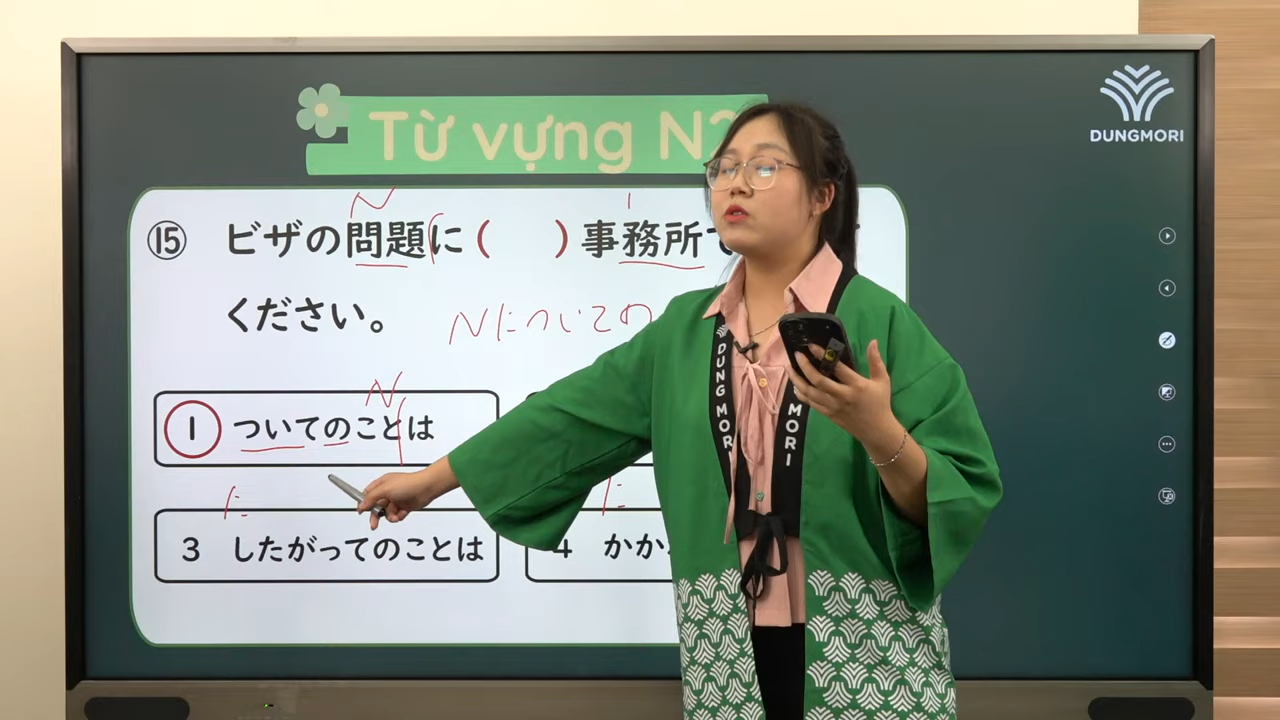 DUNGMORI
Từ vựng N
⑮ ビザの問題に( )事務所で
ください。
Nについての
N
1 ついてのことは
N
に
に
3 したがってのことは
4 かか
DUNG MORI
MORI